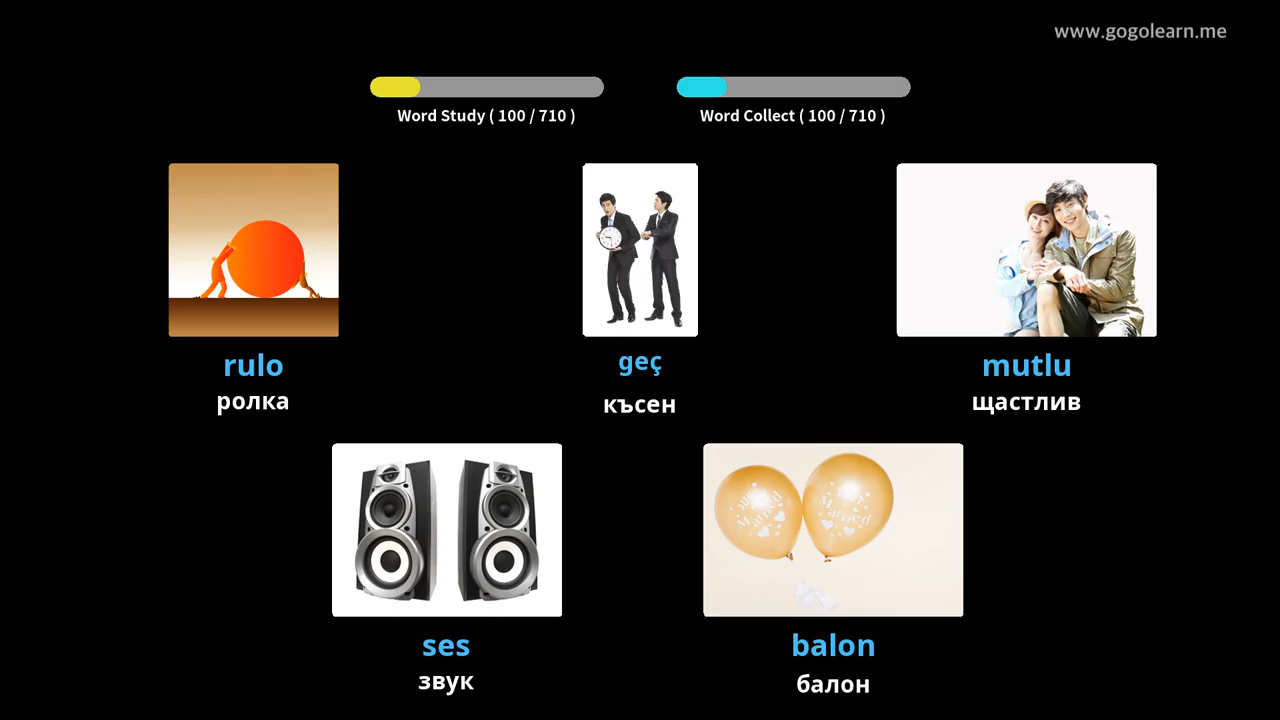 www.gogolearn.me
Word Study ( 100 / 710 )
Word Collect ( 100 / 710 )
rulo
ролка
geç
късен
mutlu
щастлив
ses
звук
balon
балон